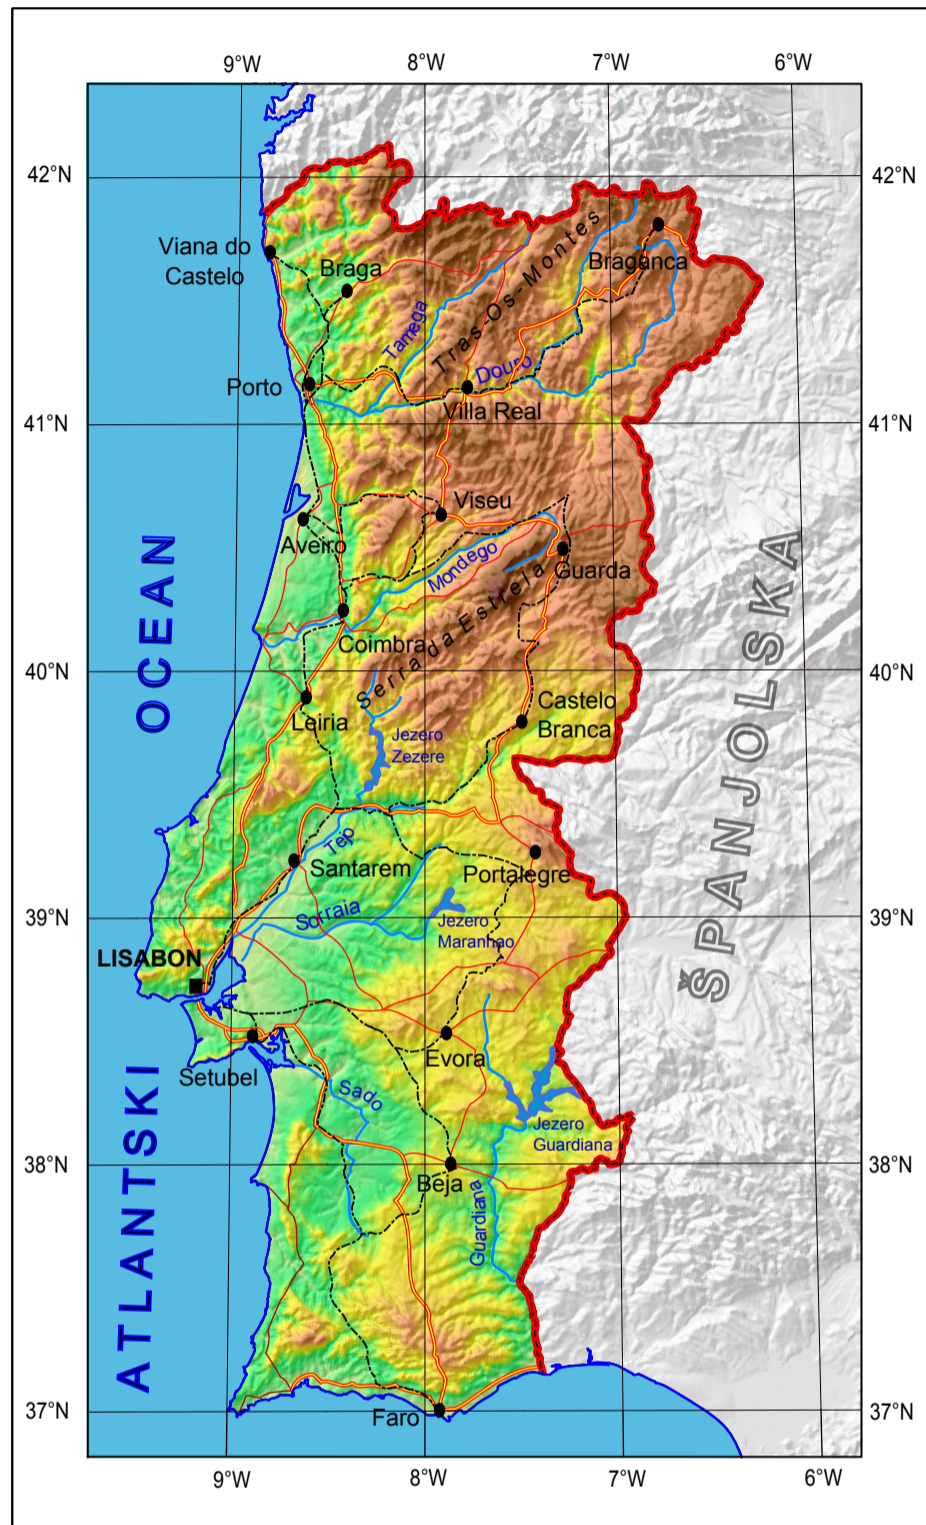 9°W 8°W 7°W 6°W
42°N 42°N
Viana do
Castelo
Braga
Braganca
Tras-Os-Montes
Tamega
Douro
Porto
Villa Real
41°N 41°N
Viseu
Aveiro
Mondego
Guarda
Serra da Estrela
Coimbra
OCEAN
ŠPANJOLSKA
40°N 40°N
Leiria
Castelo
Branca
Jezero
Zezere
Tejo
Santarem
Portalegre
39°N 39°N
Sorraia
Jezero
Maranhao
LISABON
Evora
Setubel
Sado
Jezero
Guardiana
ATLANTSKI
38°N 38°N
Beja
Guardiana
37°N 37°N
Faro
9°W 8°W 7°W 6°W